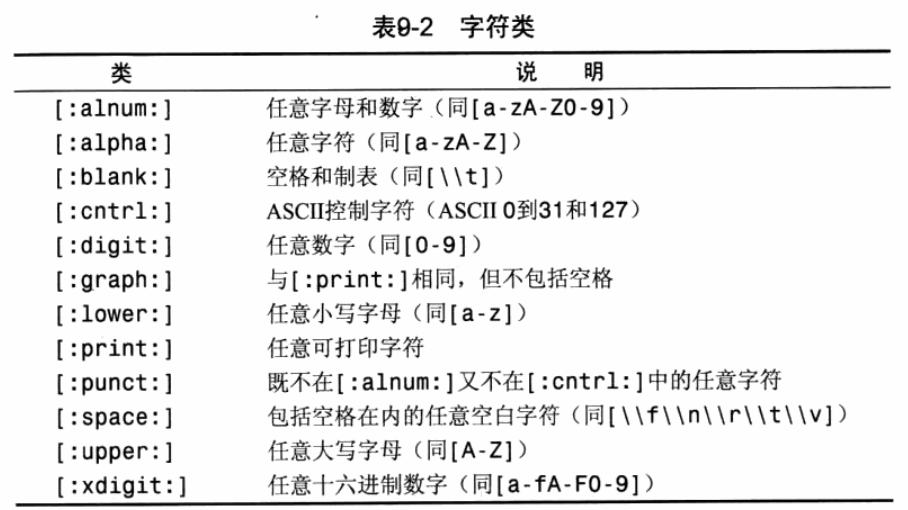 表9-2 字符类
类 说 明
[:alnum:] 任意字母和数字（同[a-zA-Z0-9]）
[:alpha:] 任意字符（同[a-zA-Z]）
[:blank:] 空格和制表（同[\\t]）
[:cntrl:] ASCII控制字符（ASCII 0到31和127）
[:digit:] 任意数字（同[0-9]）
[:graph:] 与[:print:]相同，但不包括空格
[:lower:] 任意小写字母（同[a-z]）
[:print:] 任意可打印字符
[:punct:] 既不在[:alnum:]又不在[:cntrl:]中的任意字符
[:space:] 包括空格在内的任意空白字符（同[\\f\\n\\r\\t\\v]）
[:upper:] 任意大写字母（同[A-Z]）
[:xdigit:] 任意十六进制数字（同[a-fA-F0-9]）